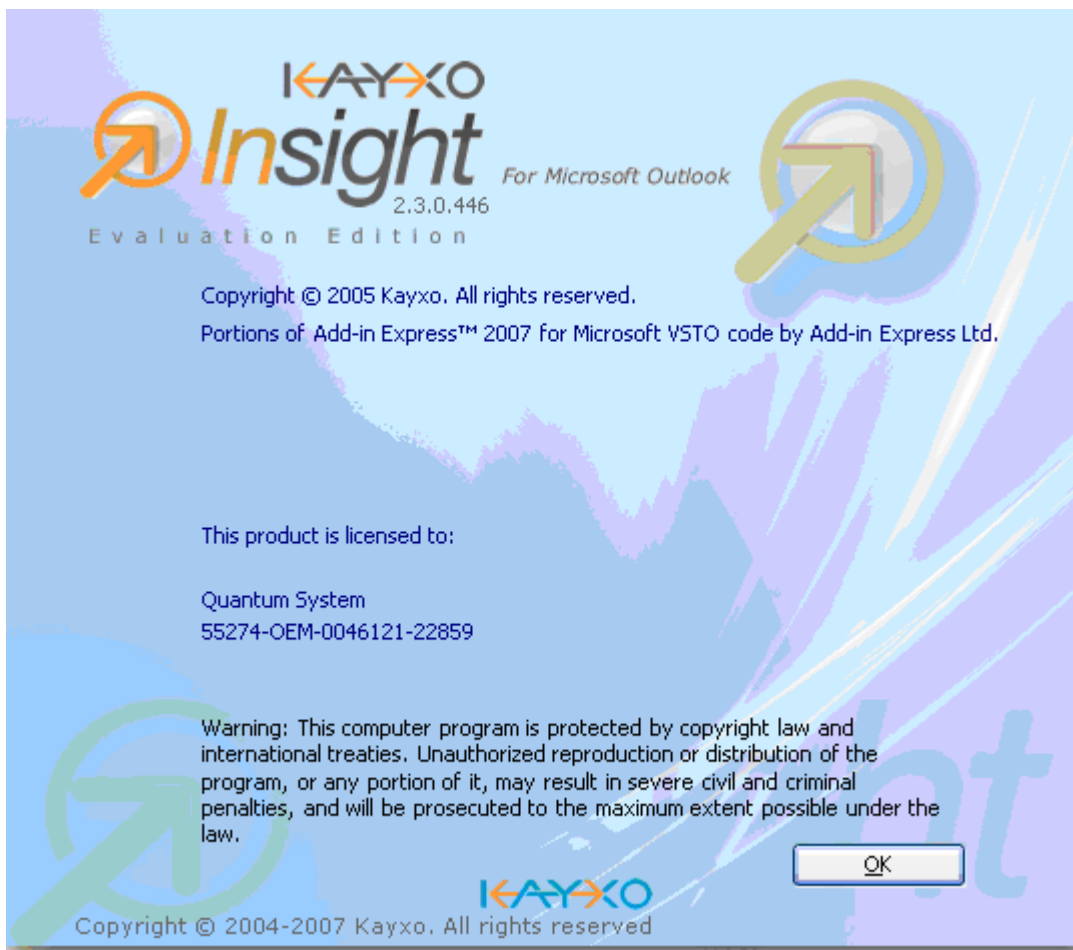 KAYXO
Insight For Microsoft Outlook
2.3.0.446
Evaluation Edition
Copyright © 2005 Kayxo. All rights reserved.
Portions of Add-in Express™ 2007 for Microsoft VSTO code by Add-in Express Ltd.
This product is licensed to:
Quantum System
55274-OEM-0046121-22859
Warning: This computer program is protected by copyright law and
international treaties. Unauthorized reproduction or distribution of the
program, or any portion of it, may result in severe civil and criminal
penalties, and will be prosecuted to the maximum extent possible under the
law.
ht
OK
KAYXO
Copyright © 2004-2007 Kayxo. All rights reserved